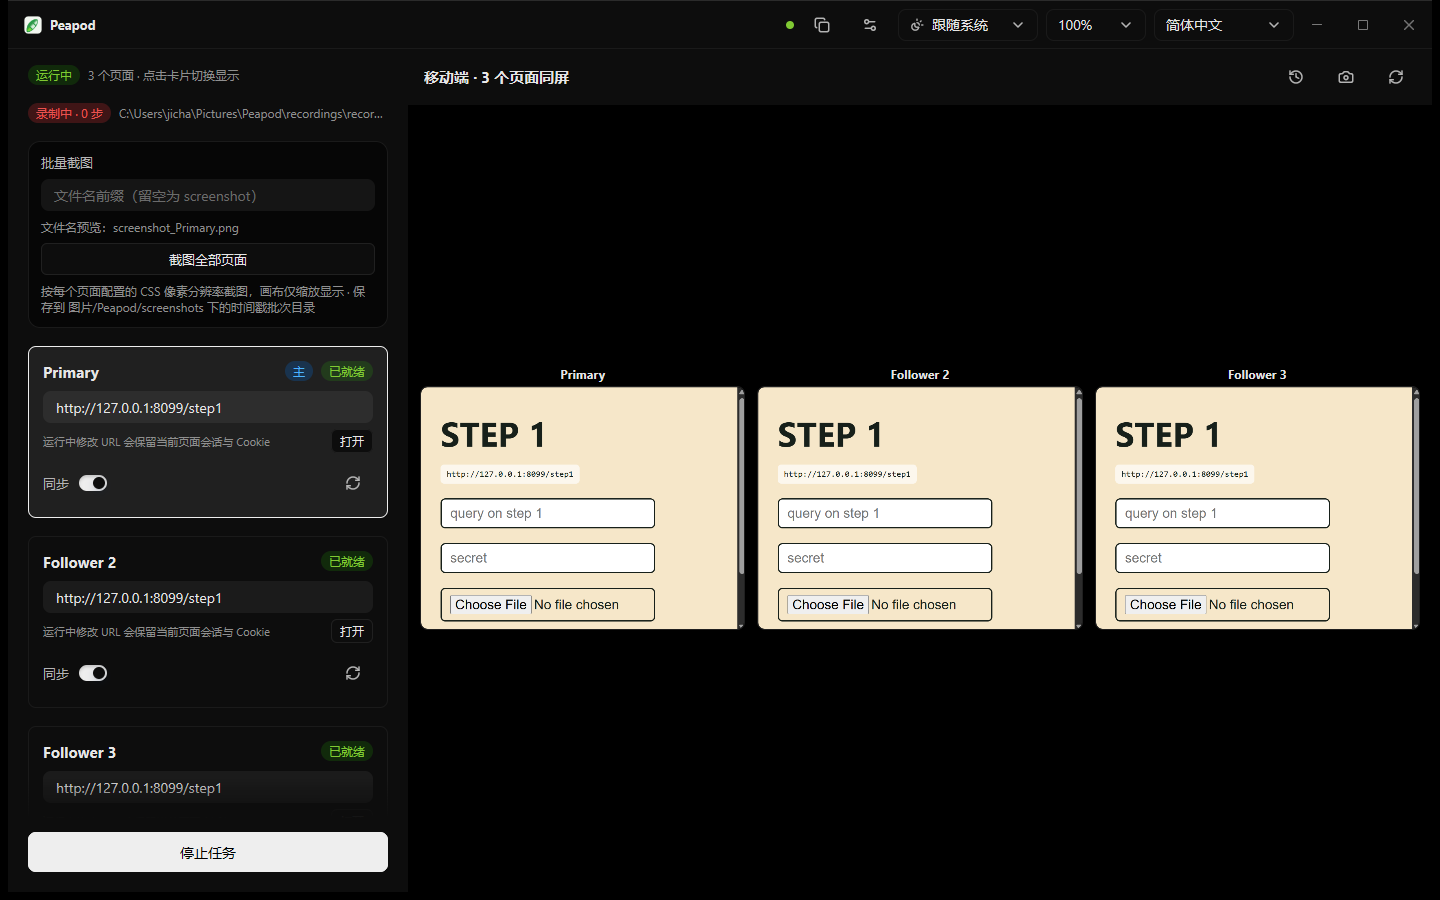 Peapod
跟随系统
100%
简体中文
运行中
3 个页面 · 点击卡片切换显示
录制中 · 0 步
C:\Users\jicha\Pictures\Peapod\recordings\recor...
批量截图
文件名前缀（留空为 screenshot）
文件名预览：screenshot_Primary.png
截图全部页面
按每个页面配置的 CSS 像素分辨率截图，画布仅缩放显示 · 保
存到 图片/Peapod/screenshots 下的时间戳批次目录
Primary
主
已就绪
http://127.0.0.1:8099/step1
运行中修改 URL 会保留当前页面会话与 Cookie
打开
同步
Follower 2
已就绪
http://127.0.0.1:8099/step1
运行中修改 URL 会保留当前页面会话与 Cookie
打开
同步
Follower 3
已就绪
http://127.0.0.1:8099/step1
停止任务
移动端 · 3 个页面同屏
Primary
STEP 1
http://127.0.0.1:8099/step1
query on step 1
secret
Choose File No file chosen
Follower 2
STEP 1
http://127.0.0.1:8099/step1
query on step 1
secret
Choose File No file chosen
Follower 3
STEP 1
http://127.0.0.1:8099/step1
query on step 1
secret
Choose File No file chosen